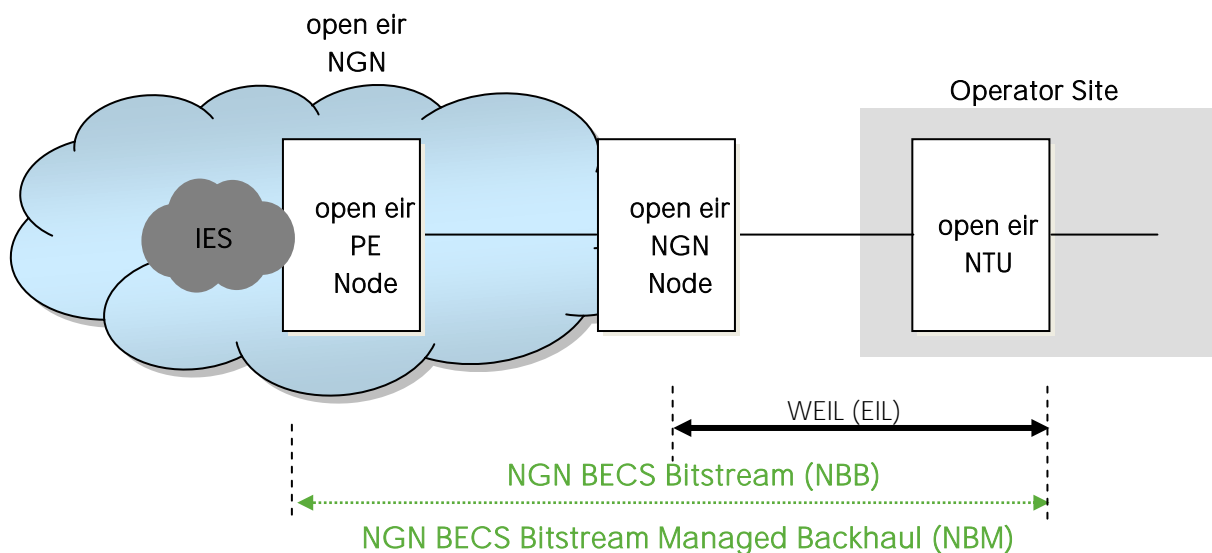 open eir
NGN
Operator Site
IES
open eir
PE
Node
open eir
NGN
Node
open eir
NTU
WEIL (EIL)
NGN BECS Bitstream (NBB)
NGN BECS Bitstream Managed Backhaul (NBM)